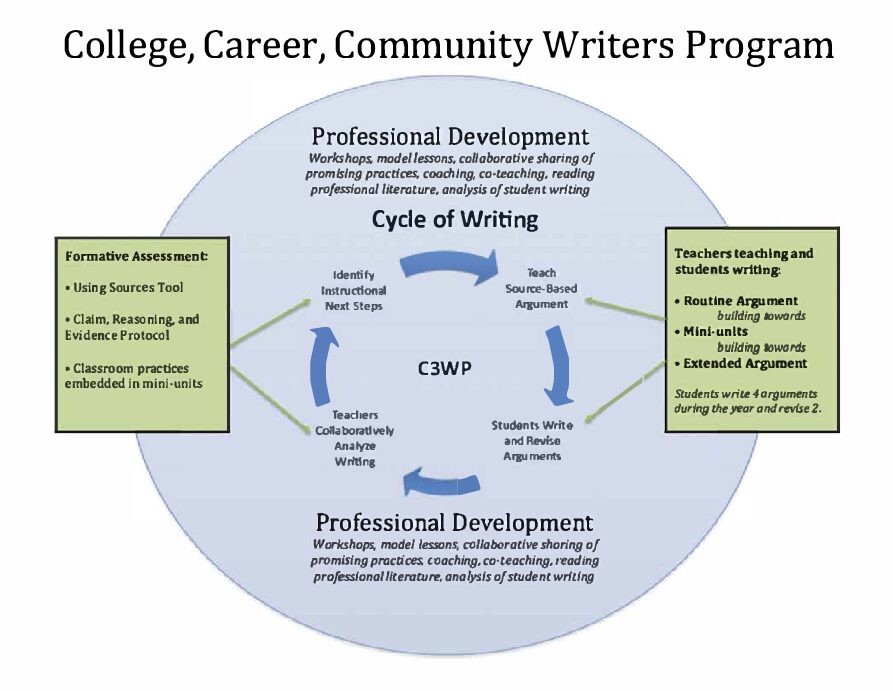 College, Career, Community Writers Program
Professional Development
Workshops, model lessons, collaborative sharing of
promising practices, coaching, co-teaching, reading
professional literature, analysis of student writing
Cycle of Writing
Formative Assessment:
• Using Sources Tool
• Claim, Reasoning, and
Evidence Protocol
• Classroom practices
embedded in mini-units
Identify
Instructional
Next Steps
Teach
Source-Based
Argument
C3WP
Teachers
Collaboratively
Analyze
Writing
Students Write
and Revise
Arguments
Teachers teaching and
students writing:
• Routine Argument
building towards
• Mini-units
building towards
• Extended Argument
Students write 4 arguments
during the year and revise 2.
Professional Development
Workshops, model lessons, collaborative sharing of
promising practices, coaching, co-teaching, reading
professional literature, analysis of student writing